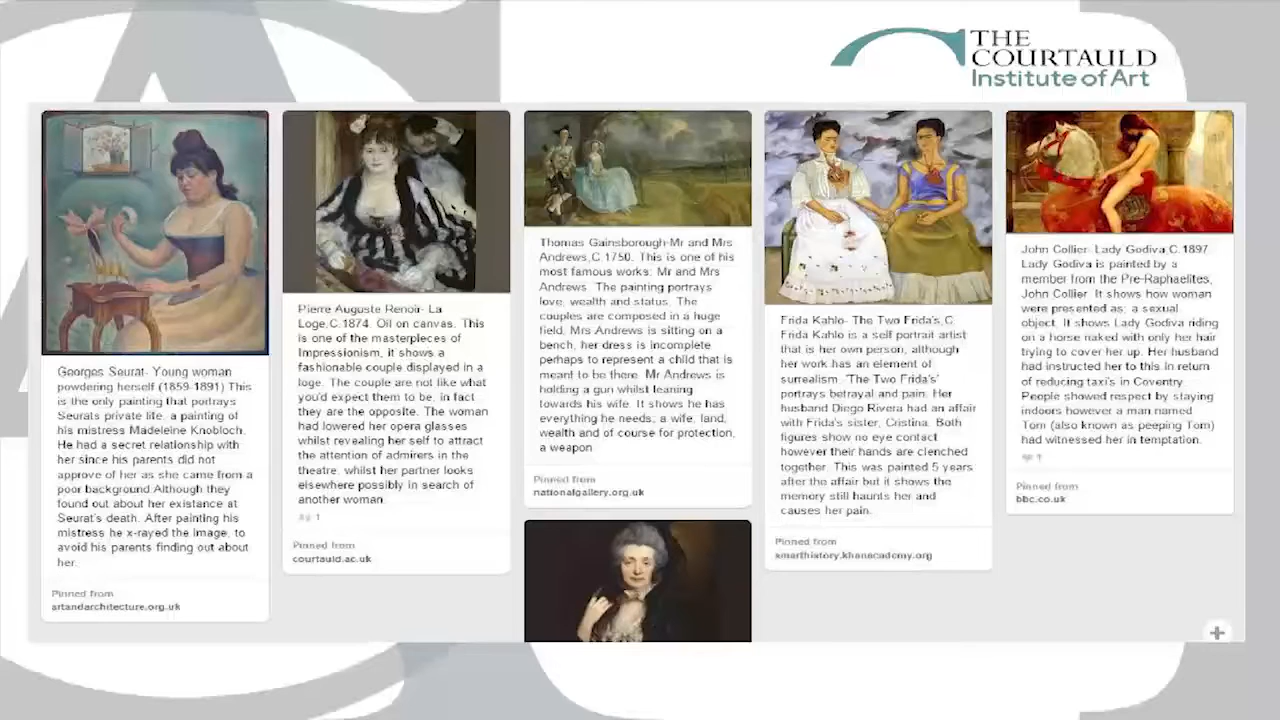 THE
COURTAULD
Institute of Art
Georges Seurat- Young woman
powdering herself (1859-1891) This
is the only painting that portrays
Seurats private life, a painting of
his mistress Madeleine Knobloch.
He had a secret relationship with
her since his parents did not
approve of her as she came from a
poor background.Although they
found out about her existance at
Seurat's death. After painting his
mistress he x-rayed the image, to
avoid his parents finding out about
her.
Pinned from
artandarchitecture.org.uk
Pierre Auguste Renoir- La
Loge,C.1874. Oil on canvas. This
is one of the masterpieces of
Impressionism, it shows a
fashionable couple displayed in a
loge. The couple are not like what
you'd expect them to be, in fact
they are the opposite. The woman
had lowered her opera glasses
whilst revealing her self to attract
the attention of admirers in the
theatre, whilst her partner looks
elsewhere possibly in search of
another woman.
1
Pinned from
courtauld.ac.uk
Thomas Gainsborough-Mr and Mrs
Andrews,C.1750. This is one of his
most famous works: Mr and Mrs
Andrews. The painting portrays
love, wealth and status. The
couples are composed in a huge
field. Mrs Andrews is sitting on a
bench, her dress is incomplete
perhaps to represent a child that is
meant to be there. Mr Andrews is
holding a gun whilst leaning
towards his wife. It shows he has
everything he needs; a wife, land,
wealth and of course for protection,
a weapon
Pinned from
nationalgallery.org.uk
Frida Kahlo- The Two Frida's,C.
Frida Kahlo is a self portrait artist
that is her own person, although
her work has an element of
surrealism. 'The Two Frida's'
portrays betrayal and pain. Her
husband Diego Rivera had an affair
with Frida's sister, Cristina. Both
figures show no eye contact
however their hands are clenched
together. This was painted 5 years
after the affair but it shows the
memory still haunts her and
causes her pain.
Pinned from
smarthistory.khanacademy.org
John Collier- Lady Godiva C.1897.
Lady Godiva is painted by a
member from the Pre-Raphaelites,
John Collier. It shows how woman
were presented as; a sexual
object. It shows Lady Godiva riding
on a horse naked with only her hair
trying to cover her up. Her husband
had instructed her to this in return
of reducing taxi's in Coventry.
People showed respect by staying
indoors however a man named
Tom (also known as peeping Tom)
had witnessed her in temptation.
1
Pinned from
bbc.co.uk